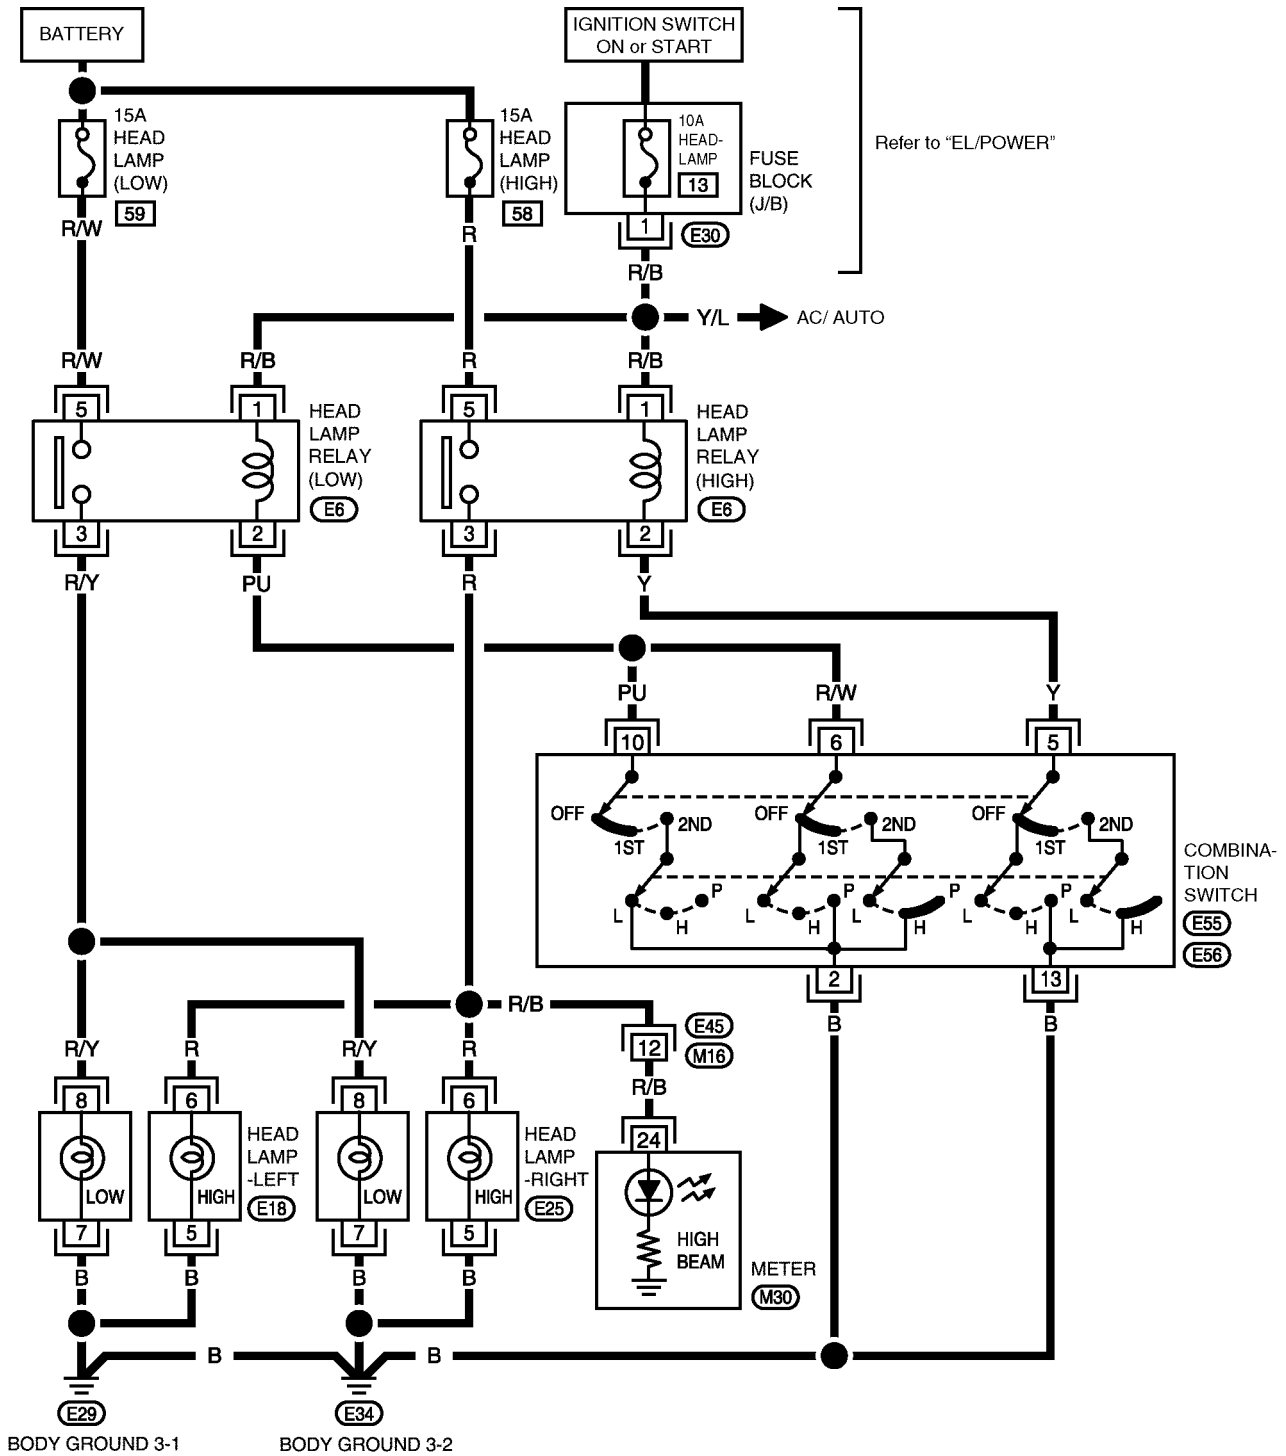 BATTERY
IGNITION SWITCH
ON or START
15A
HEAD
LAMP
(LOW)
59
15A
HEAD
LAMP
(HIGH)
58
10A
HEAD-
LAMP
13
FUSE
BLOCK
(J/B)
Refer to “EL/POWER”
R/W
R
1
E30
R/B
Y/L
AC/ AUTO
R/W
R/B
R
R/B
5
1
HEAD
LAMP
RELAY
(LOW)
E6
5
1
HEAD
LAMP
RELAY
(HIGH)
E6
3
2
3
2
R/Y
PU
R
Y
PU
R/W
Y
10
6
5
OFF
1ST
2ND
OFF
1ST
2ND
OFF
1ST
2ND
L
H
P
L
H
P
L
H
P
L
H
P
L
H
COMBINA-
TION
SWITCH
E55
E56
2
13
B
B
R/B
E45
12
M16
R/B
R/Y
R
R/Y
R
8
6
8
6
HEAD
LAMP
-LEFT
E18
HEAD
LAMP
-RIGHT
E25
LOW
HIGH
LOW
HIGH
7
5
7
5
24
HIGH
BEAM
METER
M30
B
B
B
B
B
B
E29
E34
BODY GROUND 3-1
BODY GROUND 3-2